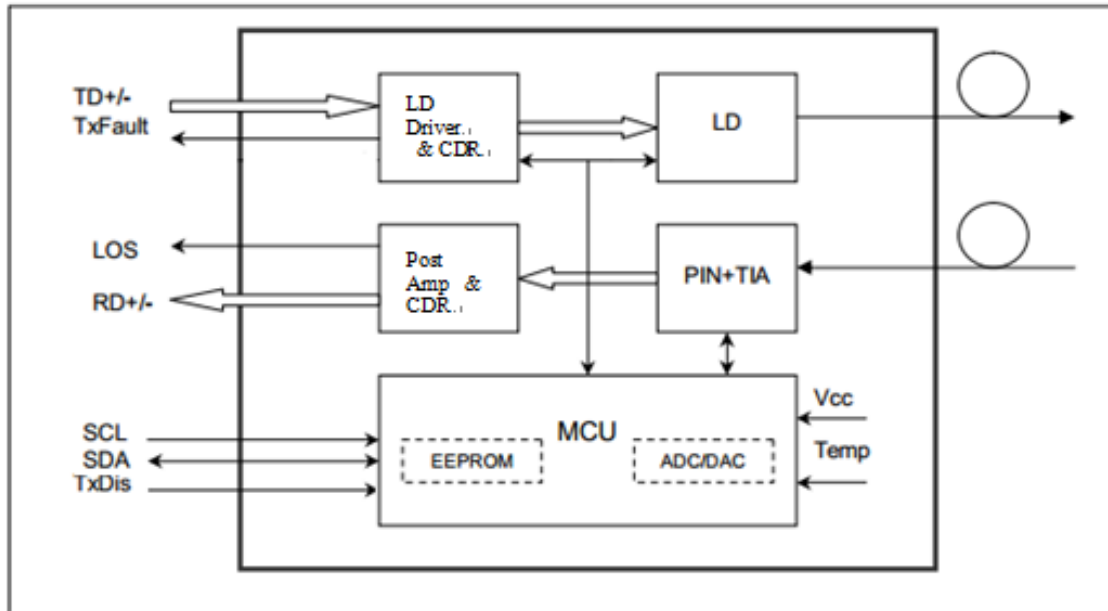 TD+/-
TxFault
LD
Driver.
& CDR.
LD
LOS
RD+/-
Post
Amp &
CDR.
PIN+TIA
SCL
SDA
TxDis
MCU
EEPROM
ADC/DAC
Vcc
Temp